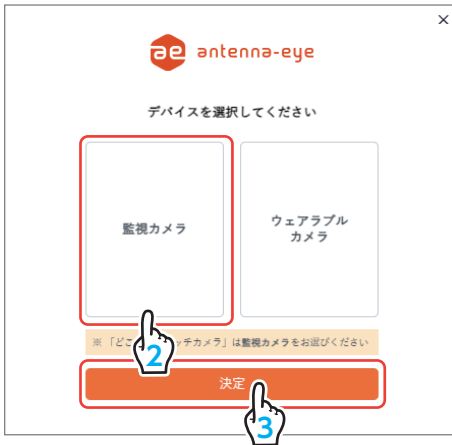 ×
ae antenna-eye
デバイスを選択してください
監視カメラ
ウェアラブル
カメラ
※「どこ ッチカメラ」は監視カメラをお選びください
2
決定
3